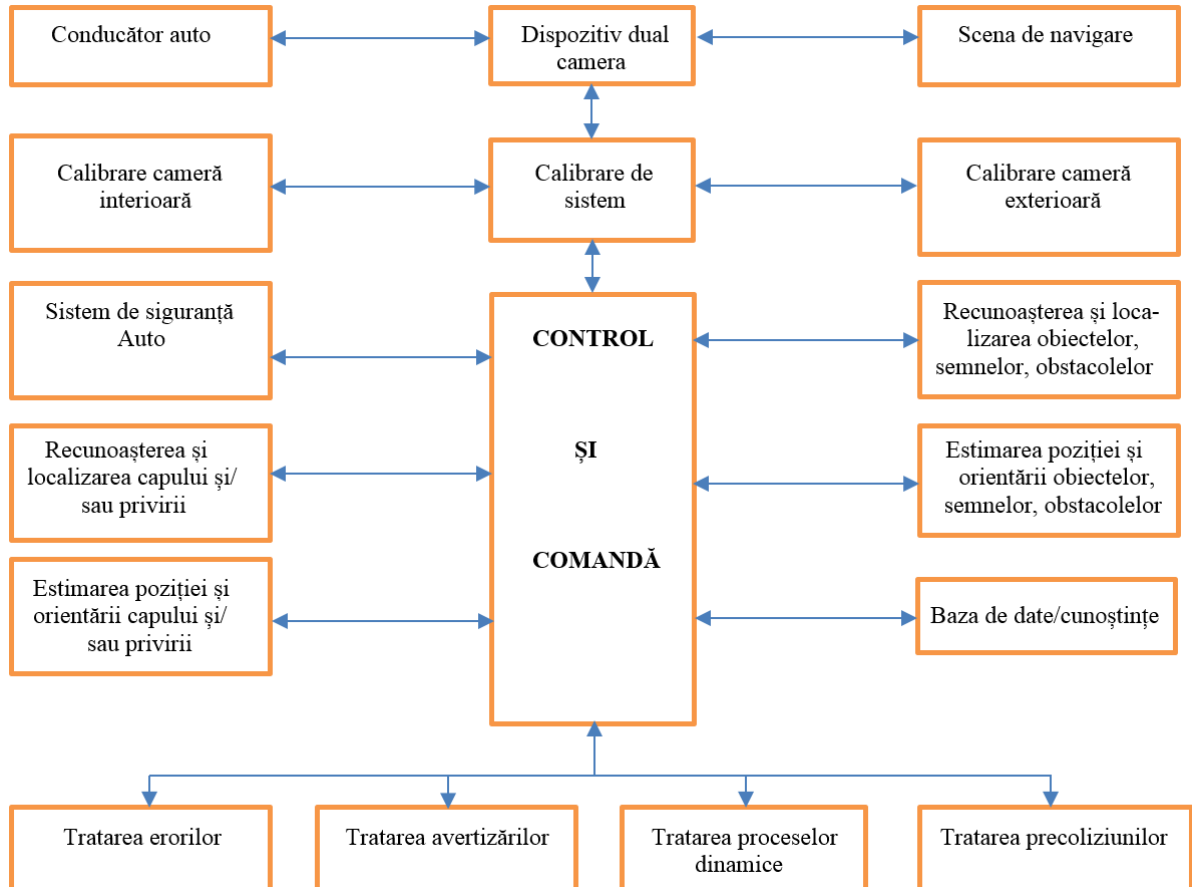 Conducător auto
Dispozitiv dual
camera
Scena de navigare
Calibrare cameră
interioară
Calibrare de
sistem
Calibrare cameră
exterioară
Sistem de siguranță
Auto
CONTROL
ȘI
COMANDĂ
Recunoașterea și loca-
lizarea obiectelor,
semnelor, obstacolelor
Recunoașterea și
localizarea capului și/
sau privirii
Estimarea poziției și
orientării obiectelor,
semnelor, obstacolelor
Estimarea poziției și
orientării capului și/
sau privirii
Baza de date/cunoștințe
Tratarea erorilor
Tratarea avertizărilor
Tratarea proceselor
dinamice
Tratarea precoliziunilor